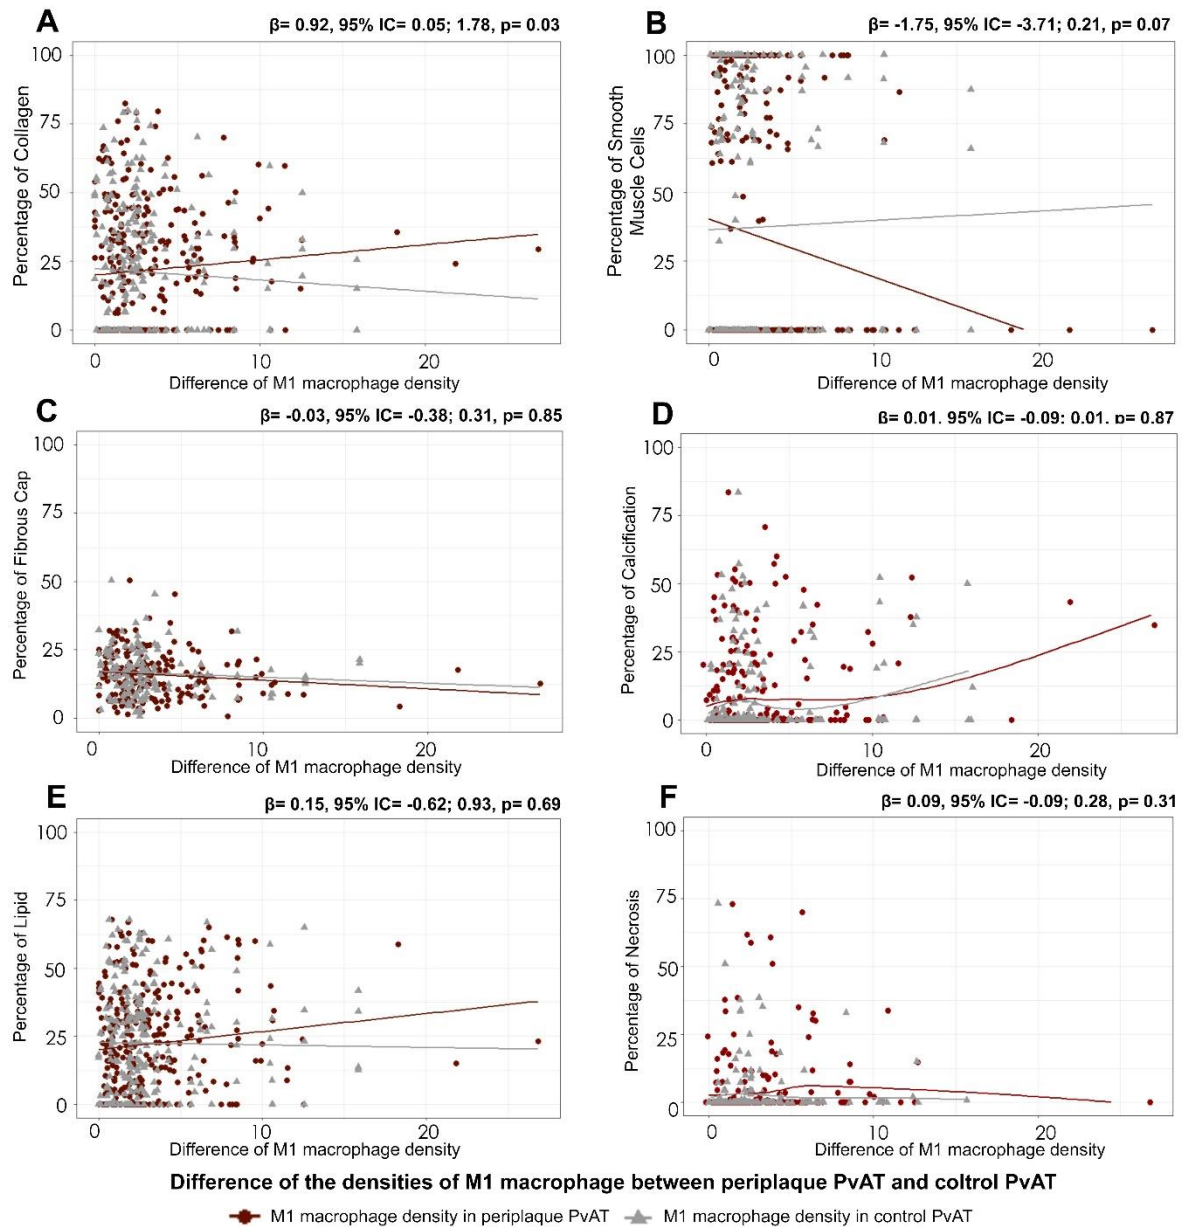 A
β= 0.92, 95% IC= 0.05; 1.78, p= 0.03
100
75
50
25
0
Percentage of Collagen
0 10 20
Difference of M1 macrophage density
B
β= -1.75, 95% IC= -3.71; 0.21, p= 0.07
100
75
50
25
0
Percentage of Smooth
Muscle Cells
0 10 20
Difference of M1 macrophage density
C
β= -0.03, 95% IC= -0.38; 0.31, p= 0.85
100
75
50
25
0
Percentage of Fibrous Cap
0 10 20
Difference of M1 macrophage density
D
β= 0.01, 95% IC= -0.09; 0.01, p= 0.87
100
75
50
25
0
Percentage of Calcification
0 10 20
Difference of M1 macrophage density
E
β= 0.15, 95% IC= -0.62; 0.93, p= 0.69
100
75
50
25
0
Percentage of Lipid
0 10 20
Difference of M1 macrophage density
F
β= 0.09, 95% IC= -0.09; 0.28, p= 0.31
100
75
50
25
0
Percentage of Necrosis
0 10 20
Difference of M1 macrophage density
Difference of the densities of M1 macrophage between periplaque PvAT and coltrol PvAT
M1 macrophage density in periplaque PvAT
M1 macrophage density in control PvAT